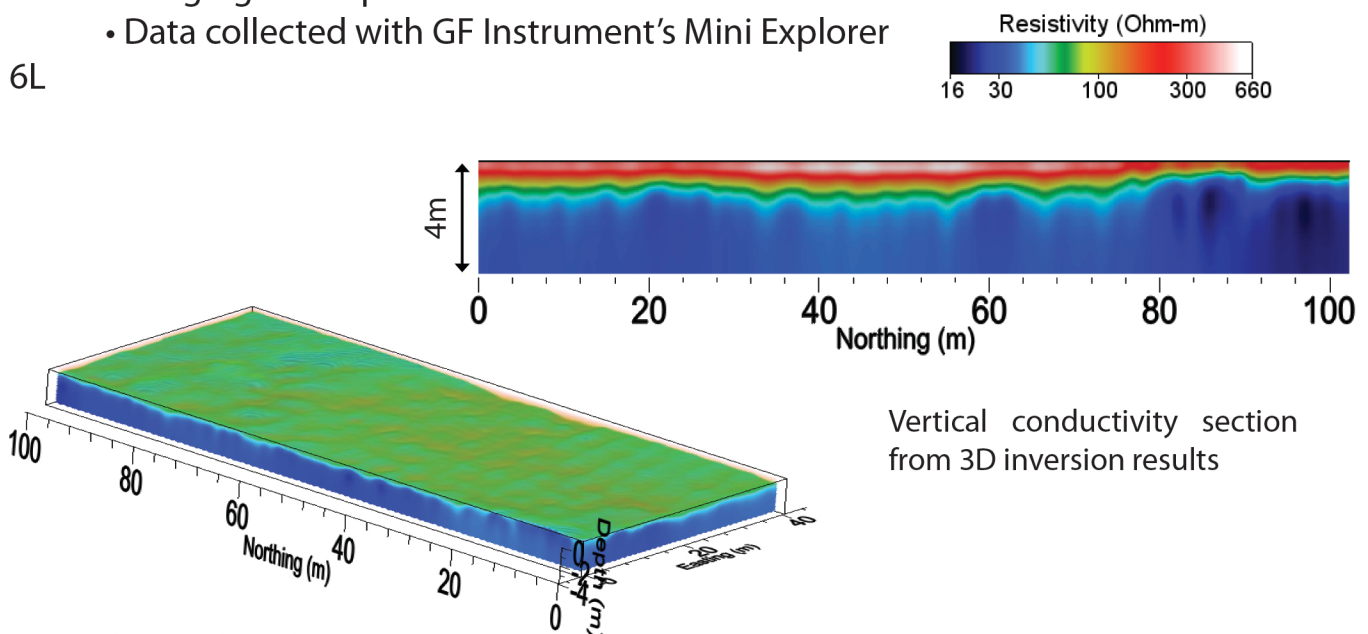 • Data collected with GF Instrument’s Mini Explorer
6L
Resistivity (Ohm-m)
16 30 100 300 660
4m
0 20 40 60 80 100
Northing (m)
Vertical conductivity section
from 3D inversion results
100 80 60 40 20 0
Northing (m)
Depth (m)
0
4
0 20 40
Easting (m)